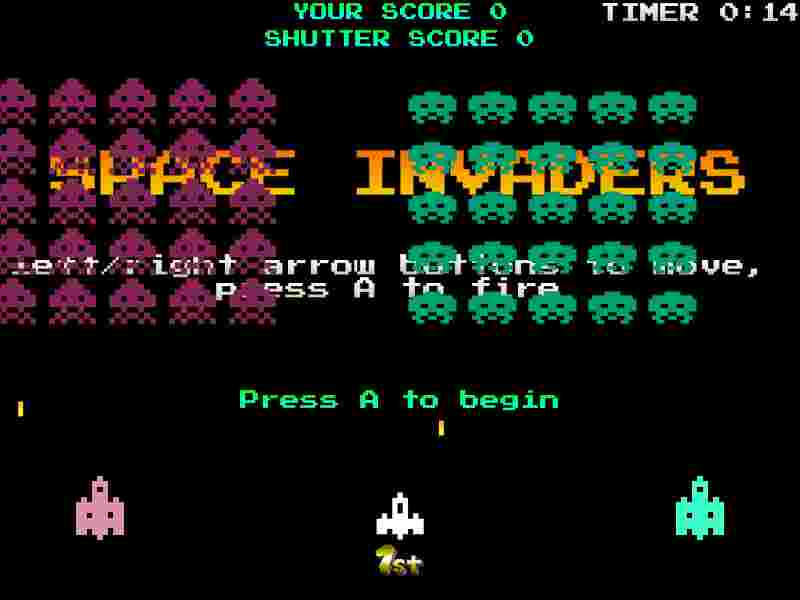 YOUR SCORE 0
TIMER 0:14
SHUTTER SCORE 0
SPACE INVADERS
Left/right arrow buttons to move,
press A to fire
Press A to begin
1st